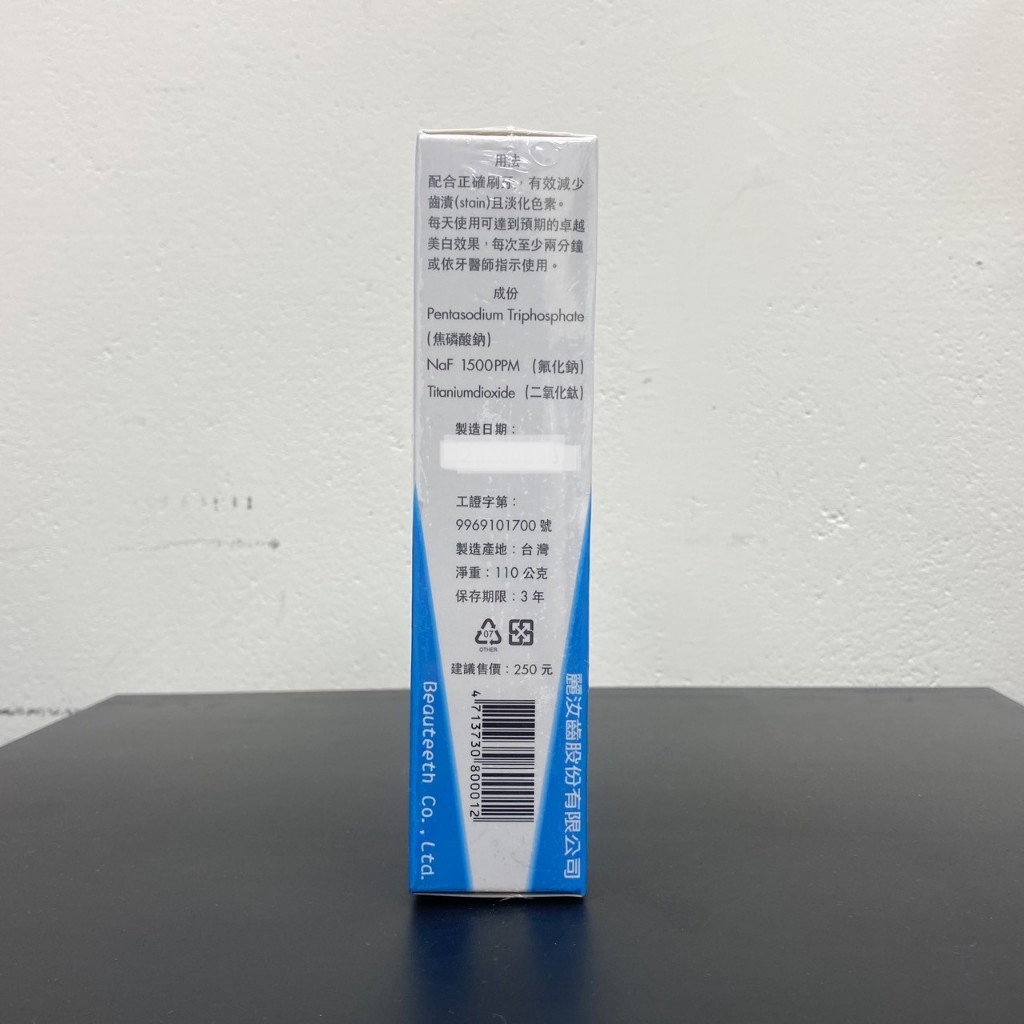 用法
配合正確刷牙，有效減少
齒漬(stain)且淡化色素。
每天使用可達到預期的卓越
美白效果，每次至少兩分鐘
或依牙醫師指示使用。
成份
Pentasodium Triphosphate
(焦磷酸鈉)
NaF 1500PPM (氟化鈉)
Titaniumdioxide (二氧化鈦)
製造日期：
工證字第：
9969101700 號
製造產地：台灣
淨重：110 公克
保存期限：3 年
07
OTHER
建議售價：250 元
4 713730 800012
麗汝齒股份有限公司
Beauteeth Co.,Ltd.